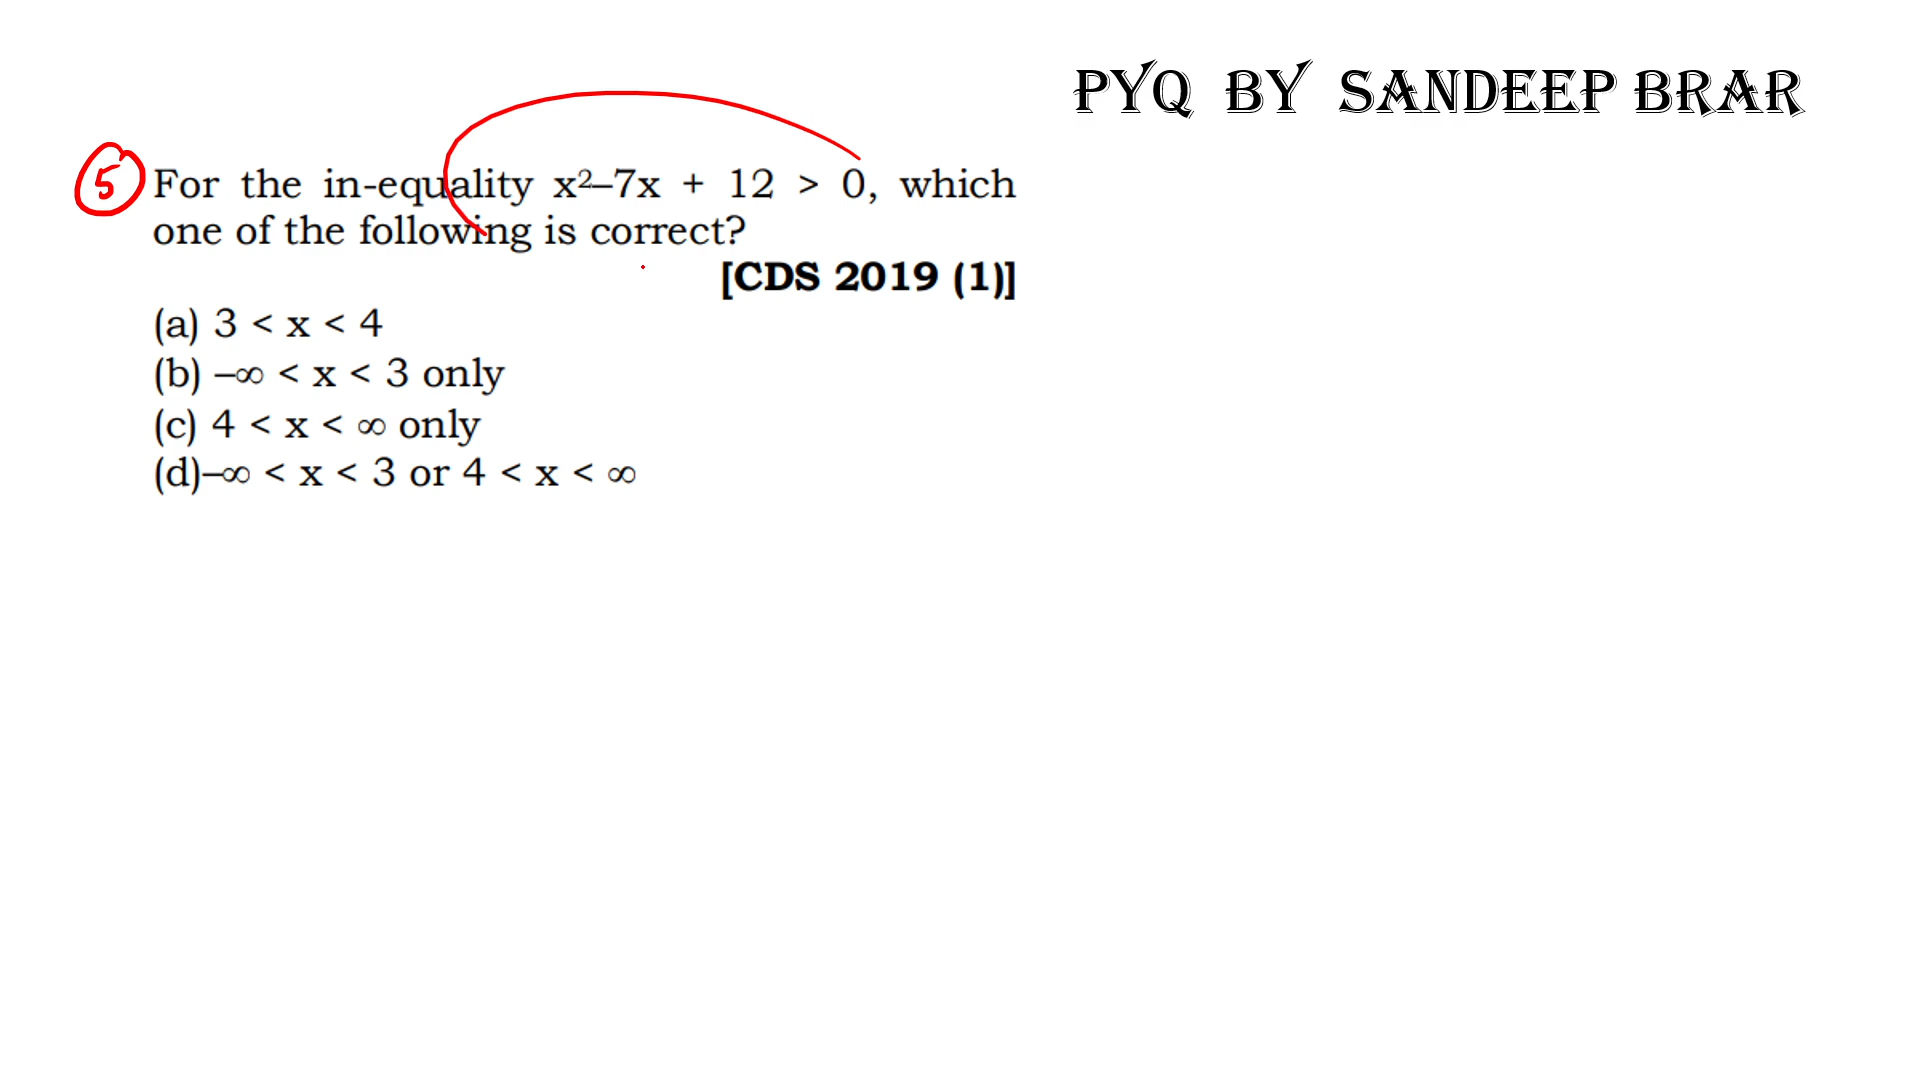 PYQ BY SANDEEP BRAR
5 For the in-equality x²–7x + 12 > 0, which
one of the following is correct?
[CDS 2019 (1)]
(a) 3 < x < 4
(b) –∞ < x < 3 only
(c) 4 < x < ∞ only
(d)–∞ < x < 3 or 4 < x < ∞